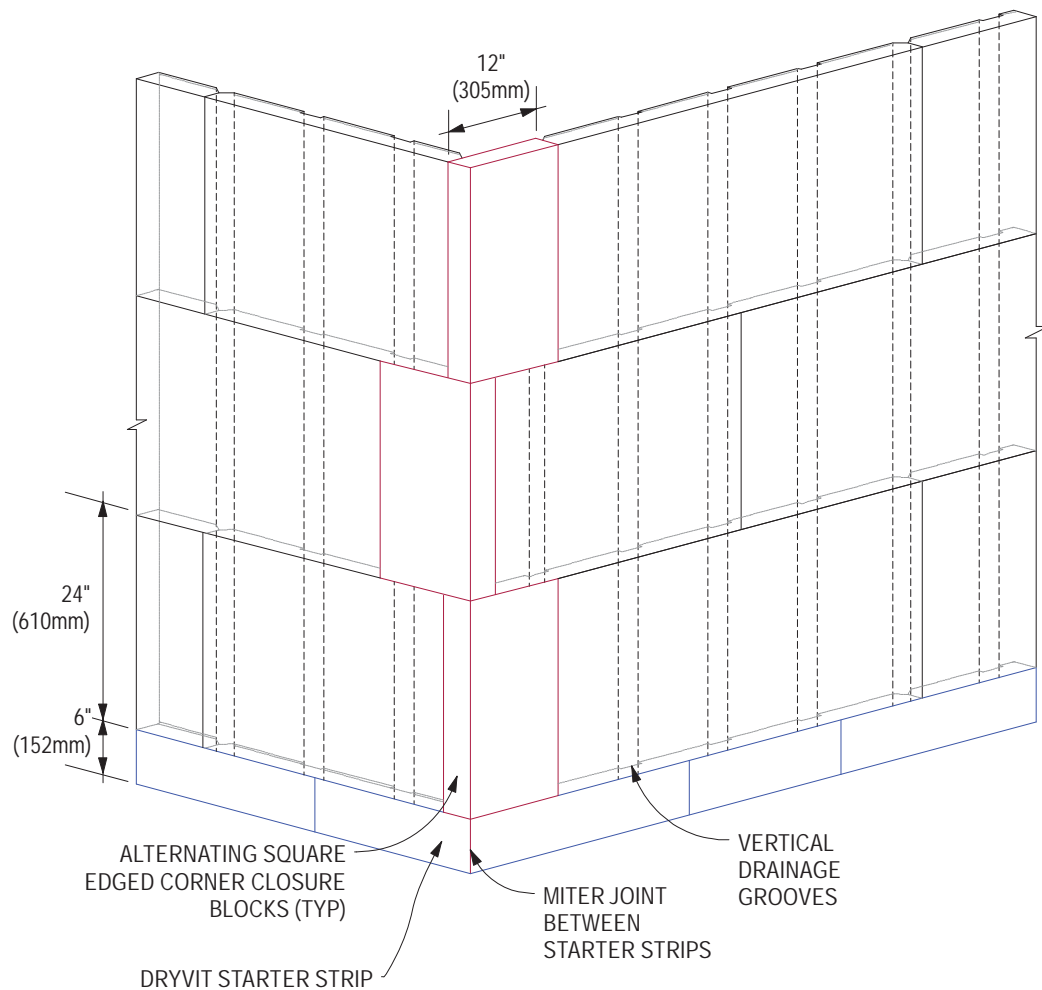 12"
(305mm)
24"
(610mm)
6"
(152mm)
ALTERNATING SQUARE
EDGED CORNER CLOSURE
BLOCKS (TYP)
DRYVIT STARTER STRIP
MITER JOINT
BETWEEN
STARTER STRIPS
VERTICAL
DRAINAGE
GROOVES